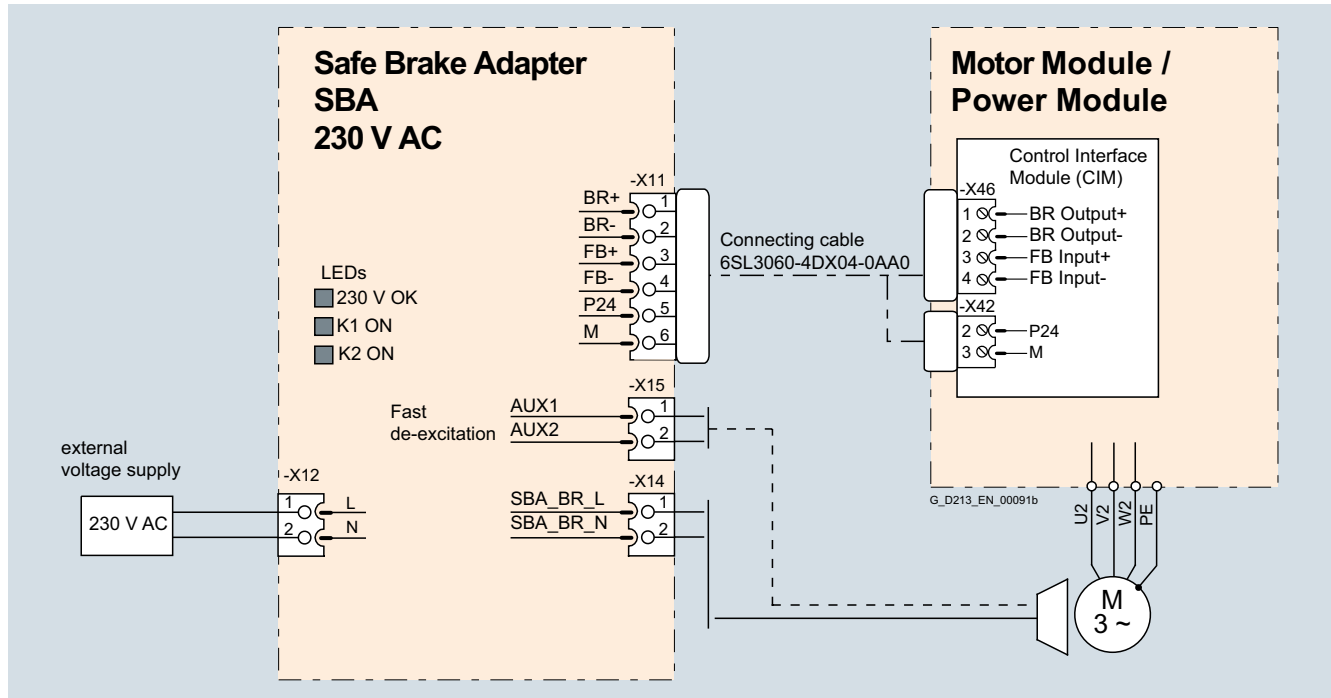 Safe Brake Adapter
SBA
230 V AC
Motor Module /
Power Module
Control Interface
Module (CIM)
-X11
BR+
1
BR-
2
FB+
3
FB-
4
P24
5
M
6
Connecting cable
6SL3060-4DX04-0AA0
-X46
1
BR Output+
2
BR Output-
3
FB Input+
4
FB Input-
-X42
2
P24
3
M
LEDs
230 V OK
K1 ON
K2 ON
-X15
Fast
de-excitation
AUX1
1
AUX2
2
external
voltage supply
230 V AC
-X12
1
L
2
N
-X14
SBA_BR_L
1
SBA_BR_N
2
G_D213_EN_00091b
U2
V2
W2
PE
M
3 ~